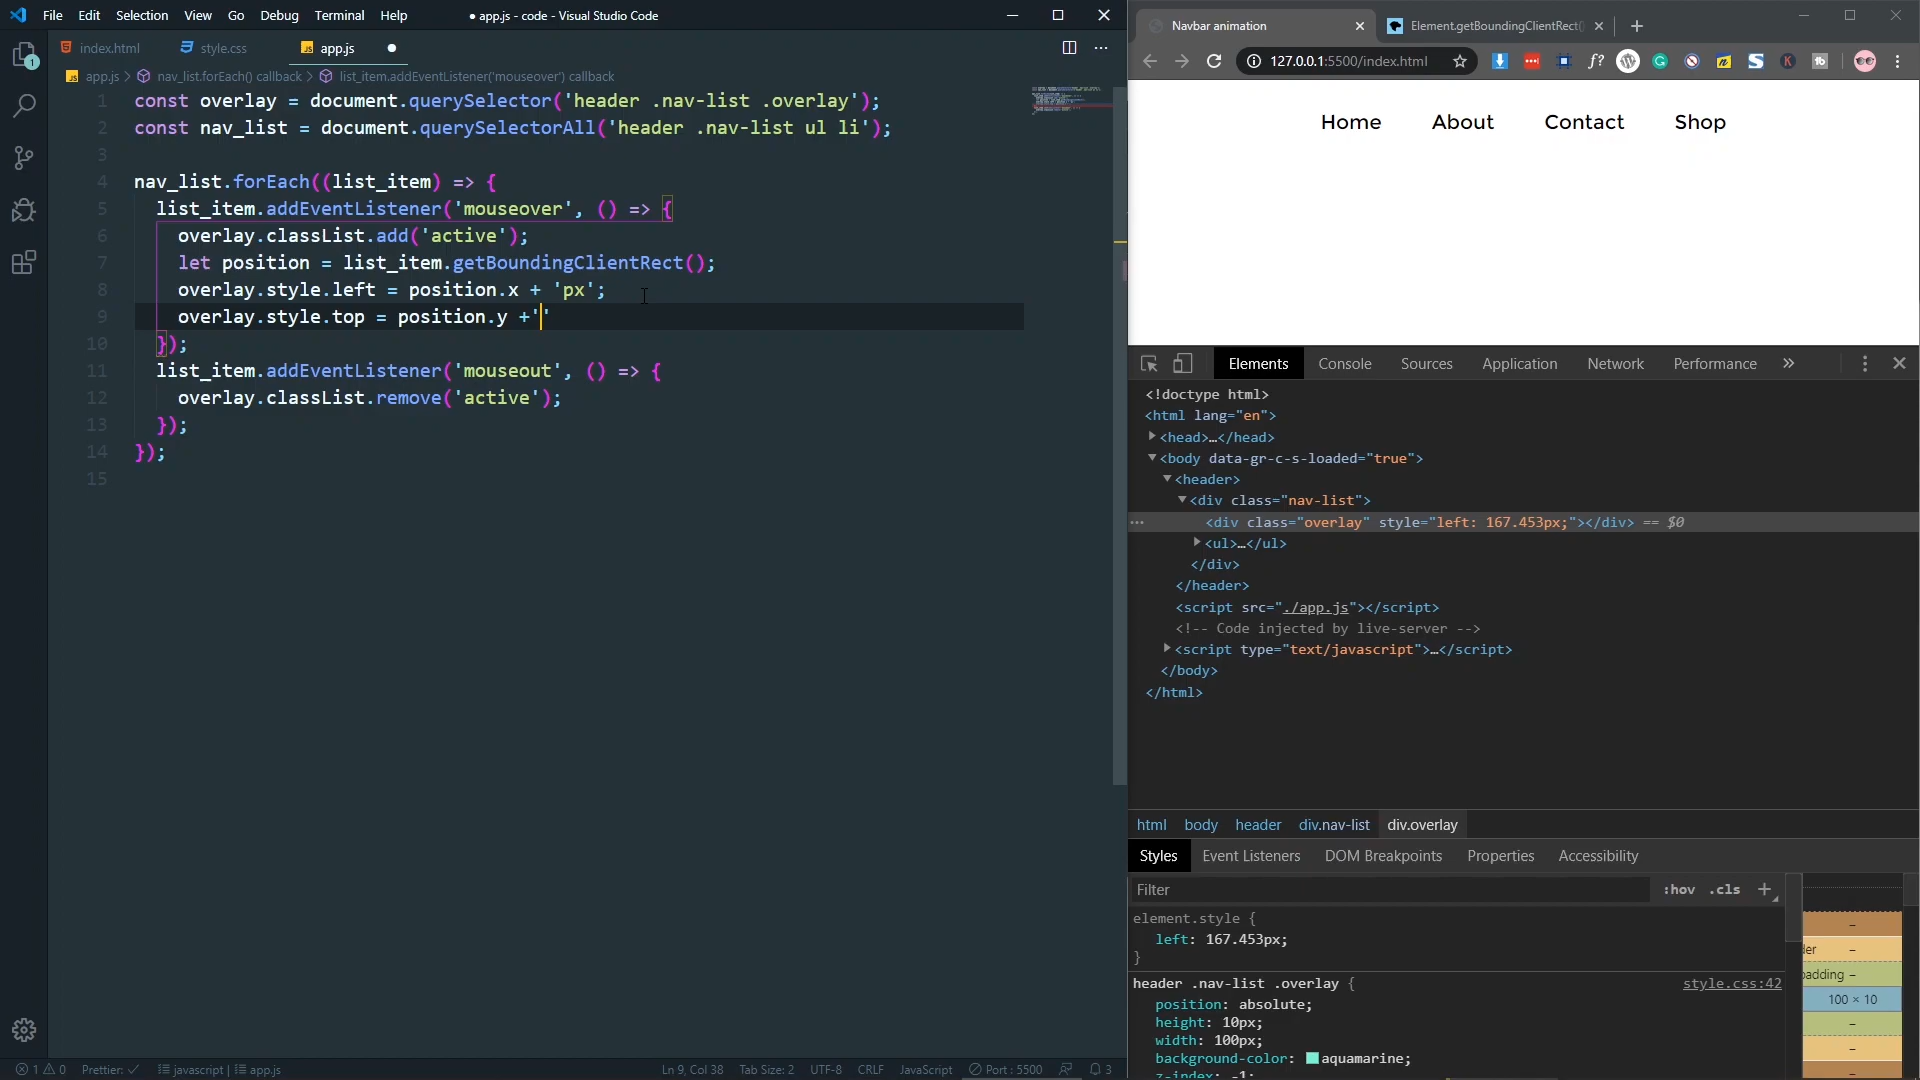 File Edit Selection View Go Debug Terminal Help
● app.js - code - Visual Studio Code
index.html
style.css
JS app.js
JS app.js > nav_list.forEach() callback > list_item.addEventListener('mouseover') callback
1 const overlay = document.querySelector('header .nav-list .overlay');
2 const nav_list = document.querySelectorAll('header .nav-list ul li');
3
4 nav_list.forEach((list_item) => {
5 list_item.addEventListener('mouseover', () => {
6 overlay.classList.add('active');
7 let position = list_item.getBoundingClientRect();
8 overlay.style.left = position.x + 'px';
9 overlay.style.top = position.y +''
10 });
11 list_item.addEventListener('mouseout', () => {
12 overlay.classList.remove('active');
13 });
14 });
15
1
1 0 Prettier: ✓ javascript | app.js
Ln 9, Col 38 Tab Size: 2 UTF-8 CRLF JavaScript Port : 5500 3
Navbar animation
Element.getBoundingClientRect()
127.0.0.1:5500/index.html
Home About Contact Shop
Elements Console Sources Application Network Performance »
<!doctype html>
<html lang="en">
<head>…</head>
<body data-gr-c-s-loaded="true">
<header>
<div class="nav-list">
<div class="overlay" style="left: 167.453px;"></div> == $0
<ul>…</ul>
</div>
</header>
<script src="./app.js"></script>
<!-- Code injected by live-server -->
<script type="text/javascript">…</script>
</body>
</html>
html body header div.nav-list div.overlay
Styles Event Listeners DOM Breakpoints Properties Accessibility
Filter :hov .cls +
element.style {
left: 167.453px;
}
header .nav-list .overlay { style.css:42
position: absolute;
height: 10px;
width: 100px;
background-color: aquamarine;
z-index: -1;
–
der –
padding –
100 × 10
–
–
–